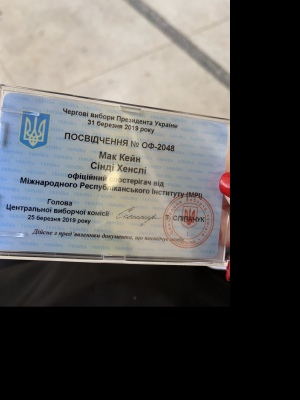 Чергові вибори Президента України
31 березня 2019 року
ПОСВІДЧЕННЯ № ОФ-2048
Мак Кейн
Сінді Хенслі
офіційний спостерігач від
Міжнародного Республіканського Інституту (МРІ)
Голова
Центральної виборчої комісії
СЛІПАЧУК
25 березня 2019 року
Дійсне з пред'явленням документа, що посвідчує особу